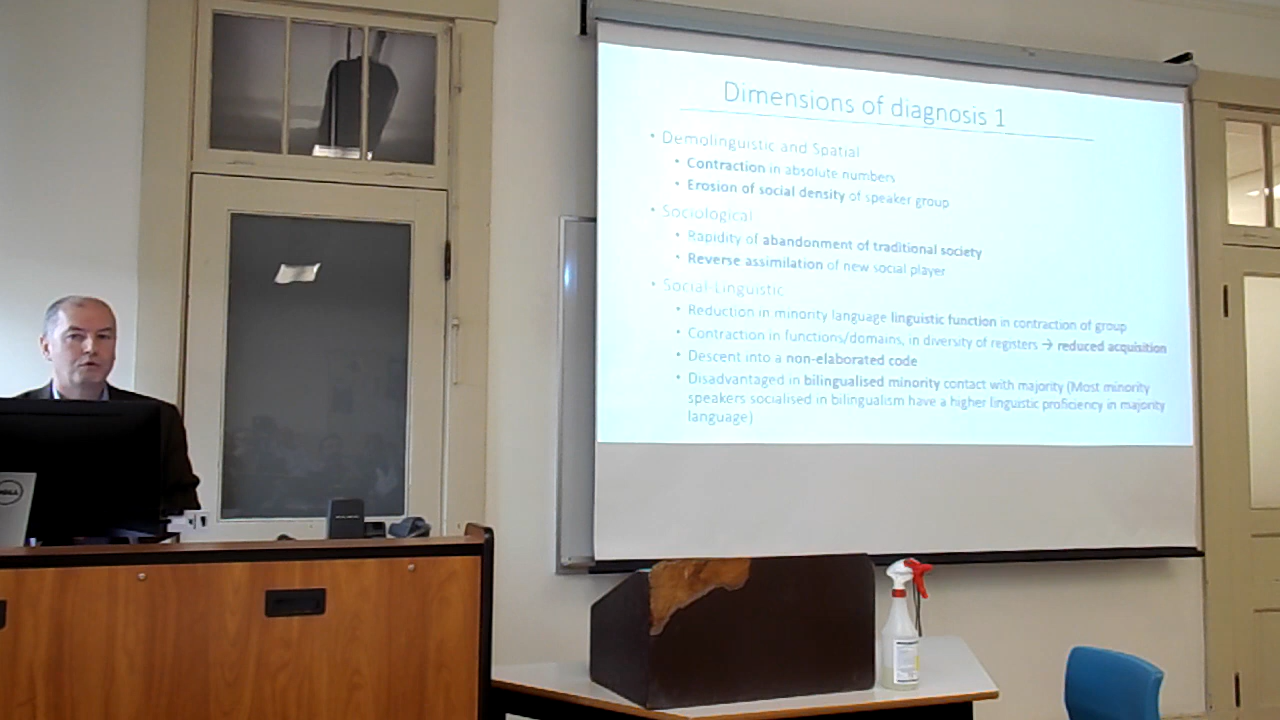 Dimensions of diagnosis 1
• Demolinguistic and Spatial
• Contraction in absolute numbers
• Erosion of social density of speaker group
• Sociological
• Rapidity of abandonment of traditional society
• Reverse assimilation of new social player
• Social-Linguistic
• Reduction in minority language linguistic function in contraction of group
• Contraction in functions/domains, in diversity of registers → reduced acquisition
• Descent into a non-elaborated code
• Disadvantaged in bilingualised minority contact with majority (Most minority
speakers socialised in bilingualism have a higher linguistic proficiency in majority
language)
DELL